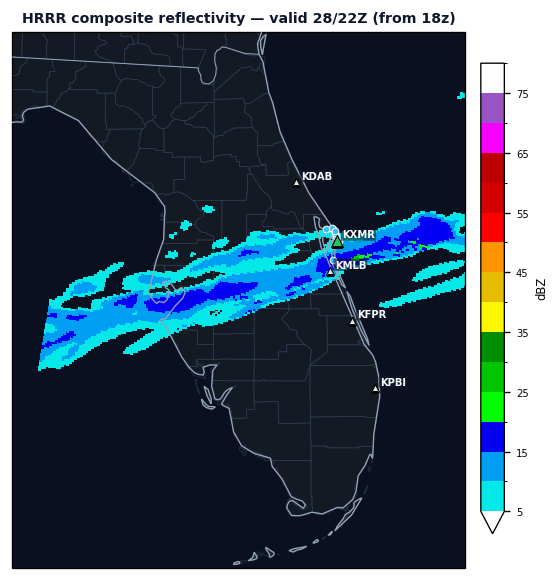 HRRR composite reflectivity — valid 28/22Z (from 18z)
KDAB
KXMR
KMLB
KFPR
KPBI
75
65
55
45
35
25
15
5
dBZ